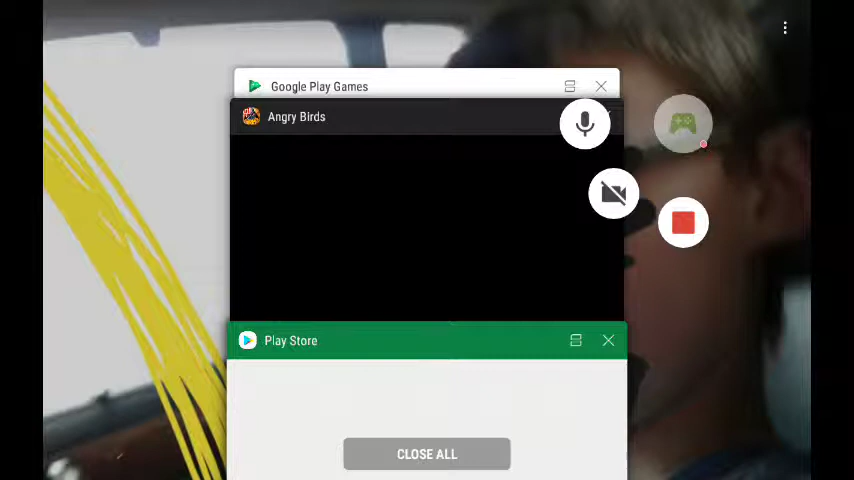 Google Play Games
Angry Birds
Play Store
CLOSE ALL